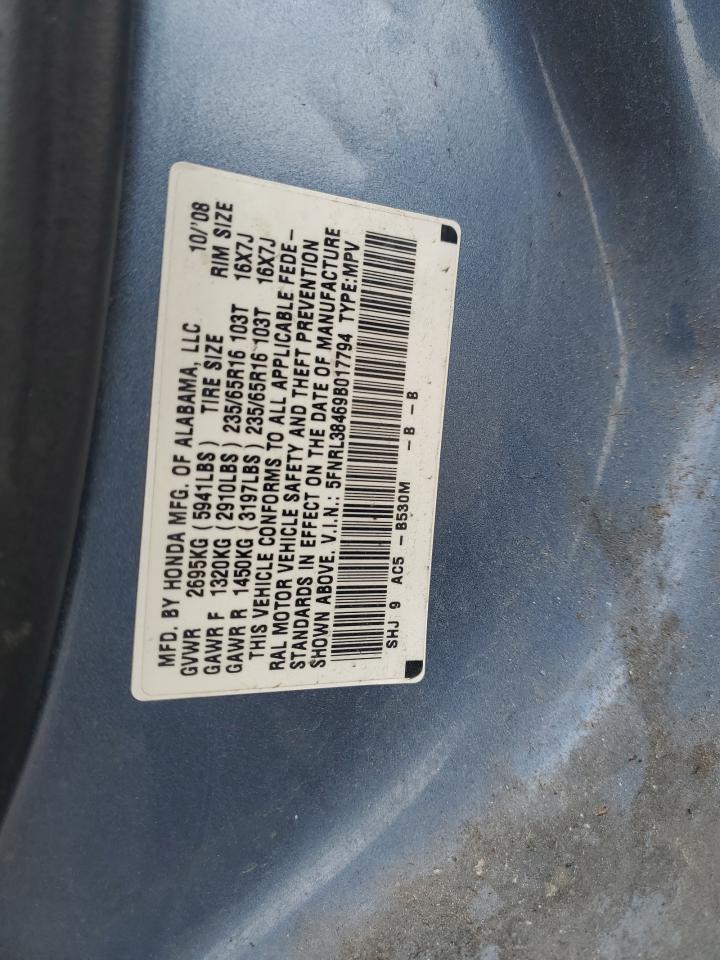 MFD. BY HONDA MFG. OF ALABAMA, LLC 10/'08
GVWR 2695KG (5941LBS) TIRE SIZE RIM SIZE
GAWR F 1320KG (2910LBS) 235/65R16 103T 16X7J
GAWR R 1450KG (3197LBS) 235/65R16 103T 16X7J
THIS VEHICLE CONFORMS TO ALL APPLICABLE FEDE-
RAL MOTOR VEHICLE SAFETY AND THEFT PREVENTION
STANDARDS IN EFFECT ON THE DATE OF MANUFACTURE
SHOWN ABOVE. V.I.N.: 5FNRL38469B017794 TYPE:MPV
SHJ 9 AC5 -B530M -B -B